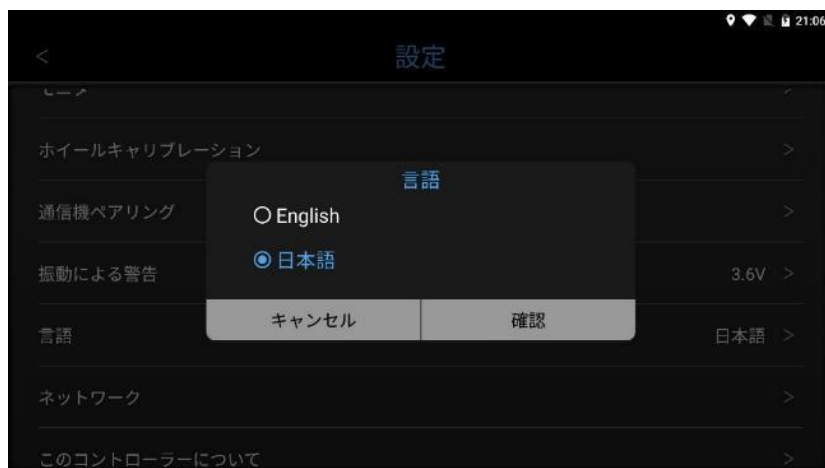 21:06
<
設定
モニタ
>
ホイールキャリブレーション
>
通信機ペアリング
>
振動による警告
3.6V >
言語
日本語 >
ネットワーク
>
このコントローラーについて
>
言語
English
日本語
キャンセル
確認